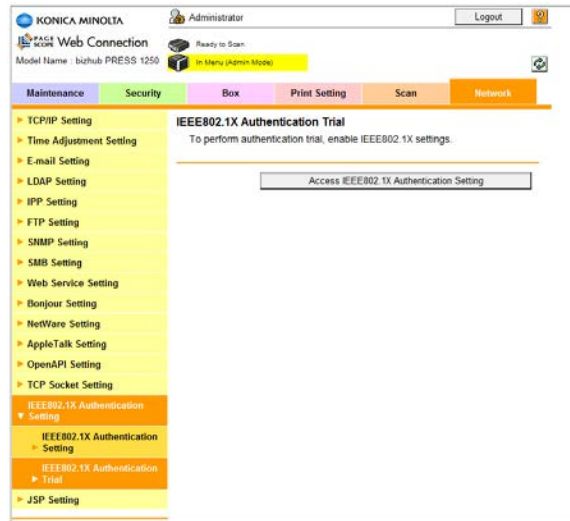 KONICA MINOLTA
Administrator
Logout
?
PAGE SCOPE Web Connection
Ready to Scan
Model Name : bizhub PRESS 1250
In Menu (Admin Mode)
Maintenance
Security
Box
Print Setting
Scan
Network
TCP/IP Setting
Time Adjustment Setting
E-mail Setting
LDAP Setting
IPP Setting
FTP Setting
SNMP Setting
SMB Setting
Web Service Setting
Bonjour Setting
NetWare Setting
AppleTalk Setting
OpenAPI Setting
TCP Socket Setting
IEEE802.1X Authentication
Setting
IEEE802.1X Authentication
Setting
IEEE802.1X Authentication
Trial
JSP Setting
IEEE802.1X Authentication Trial
To perform authentication trial, enable IEEE802.1X settings.
Access IEEE802.1X Authentication Setting